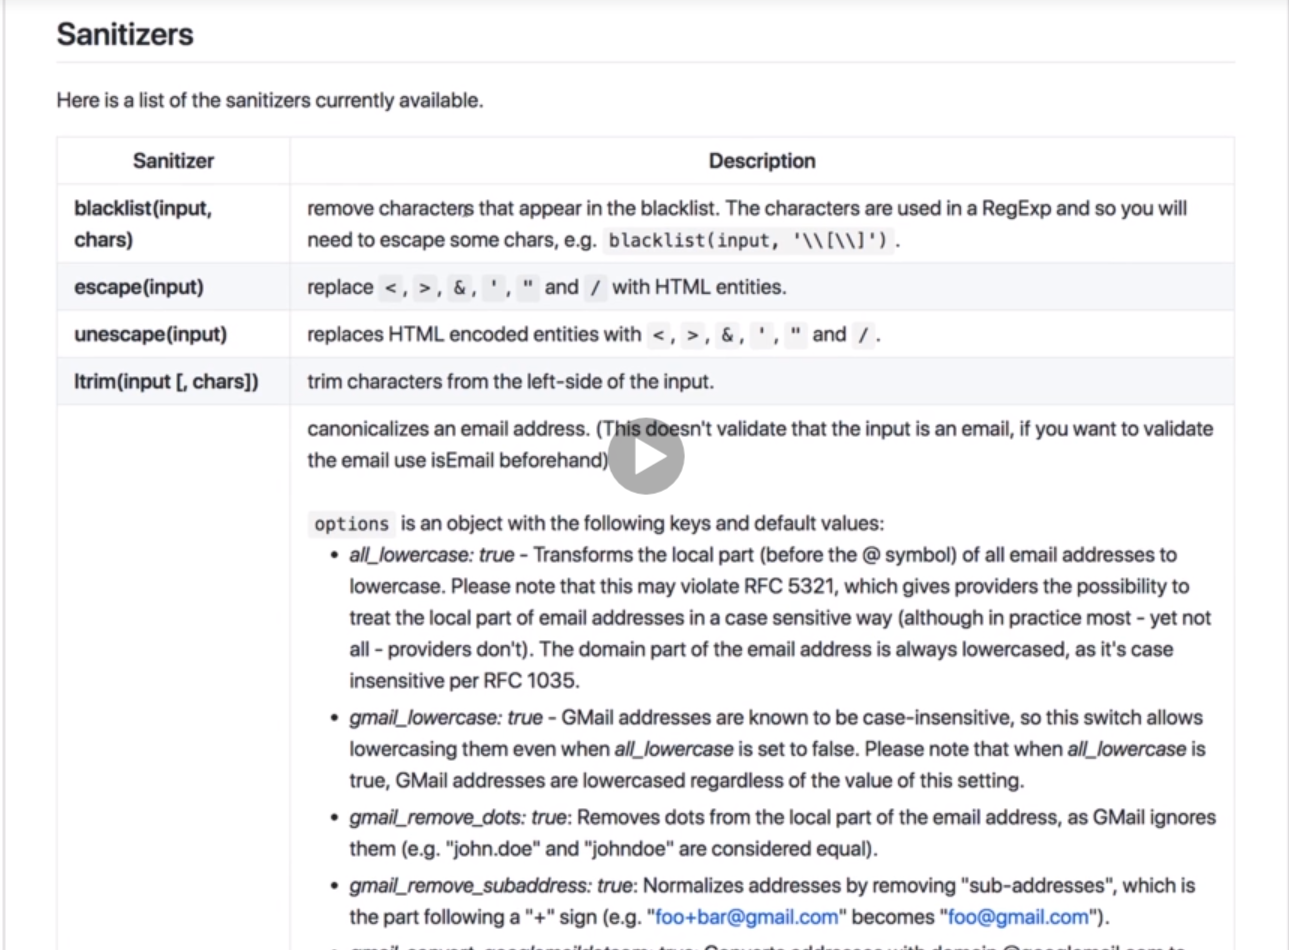 Sanitizers
Here is a list of the sanitizers currently available.
Sanitizer Description
blacklist(input, chars) remove characters that appear in the blacklist. The characters are used in a RegExp and so you will
need to escape some chars, e.g. blacklist(input, '\\[\\]') .
escape(input) replace < , > , & , ' , " and / with HTML entities.
unescape(input) replaces HTML encoded entities with < , > , & , ' , " and / .
ltrim(input [, chars]) trim characters from the left-side of the input.
canonicalizes an email address. (This doesn't validate that the input is an email, if you want to validate
the email use isEmail beforehand)
options is an object with the following keys and default values:
• all_lowercase: true - Transforms the local part (before the @ symbol) of all email addresses to
lowercase. Please note that this may violate RFC 5321, which gives providers the possibility to
treat the local part of email addresses in a case sensitive way (although in practice most - yet not
all - providers don't). The domain part of the email address is always lowercased, as it's case
insensitive per RFC 1035.
• gmail_lowercase: true - GMail addresses are known to be case-insensitive, so this switch allows
lowercasing them even when all_lowercase is set to false. Please note that when all_lowercase is
true, GMail addresses are lowercased regardless of the value of this setting.
• gmail_remove_dots: true: Removes dots from the local part of the email address, as GMail ignores
them (e.g. "john.doe" and "johndoe" are considered equal).
• gmail_remove_subaddress: true: Normalizes addresses by removing "sub-addresses", which is
the part following a "+" sign (e.g. "foo+bar@gmail.com" becomes "foo@gmail.com").